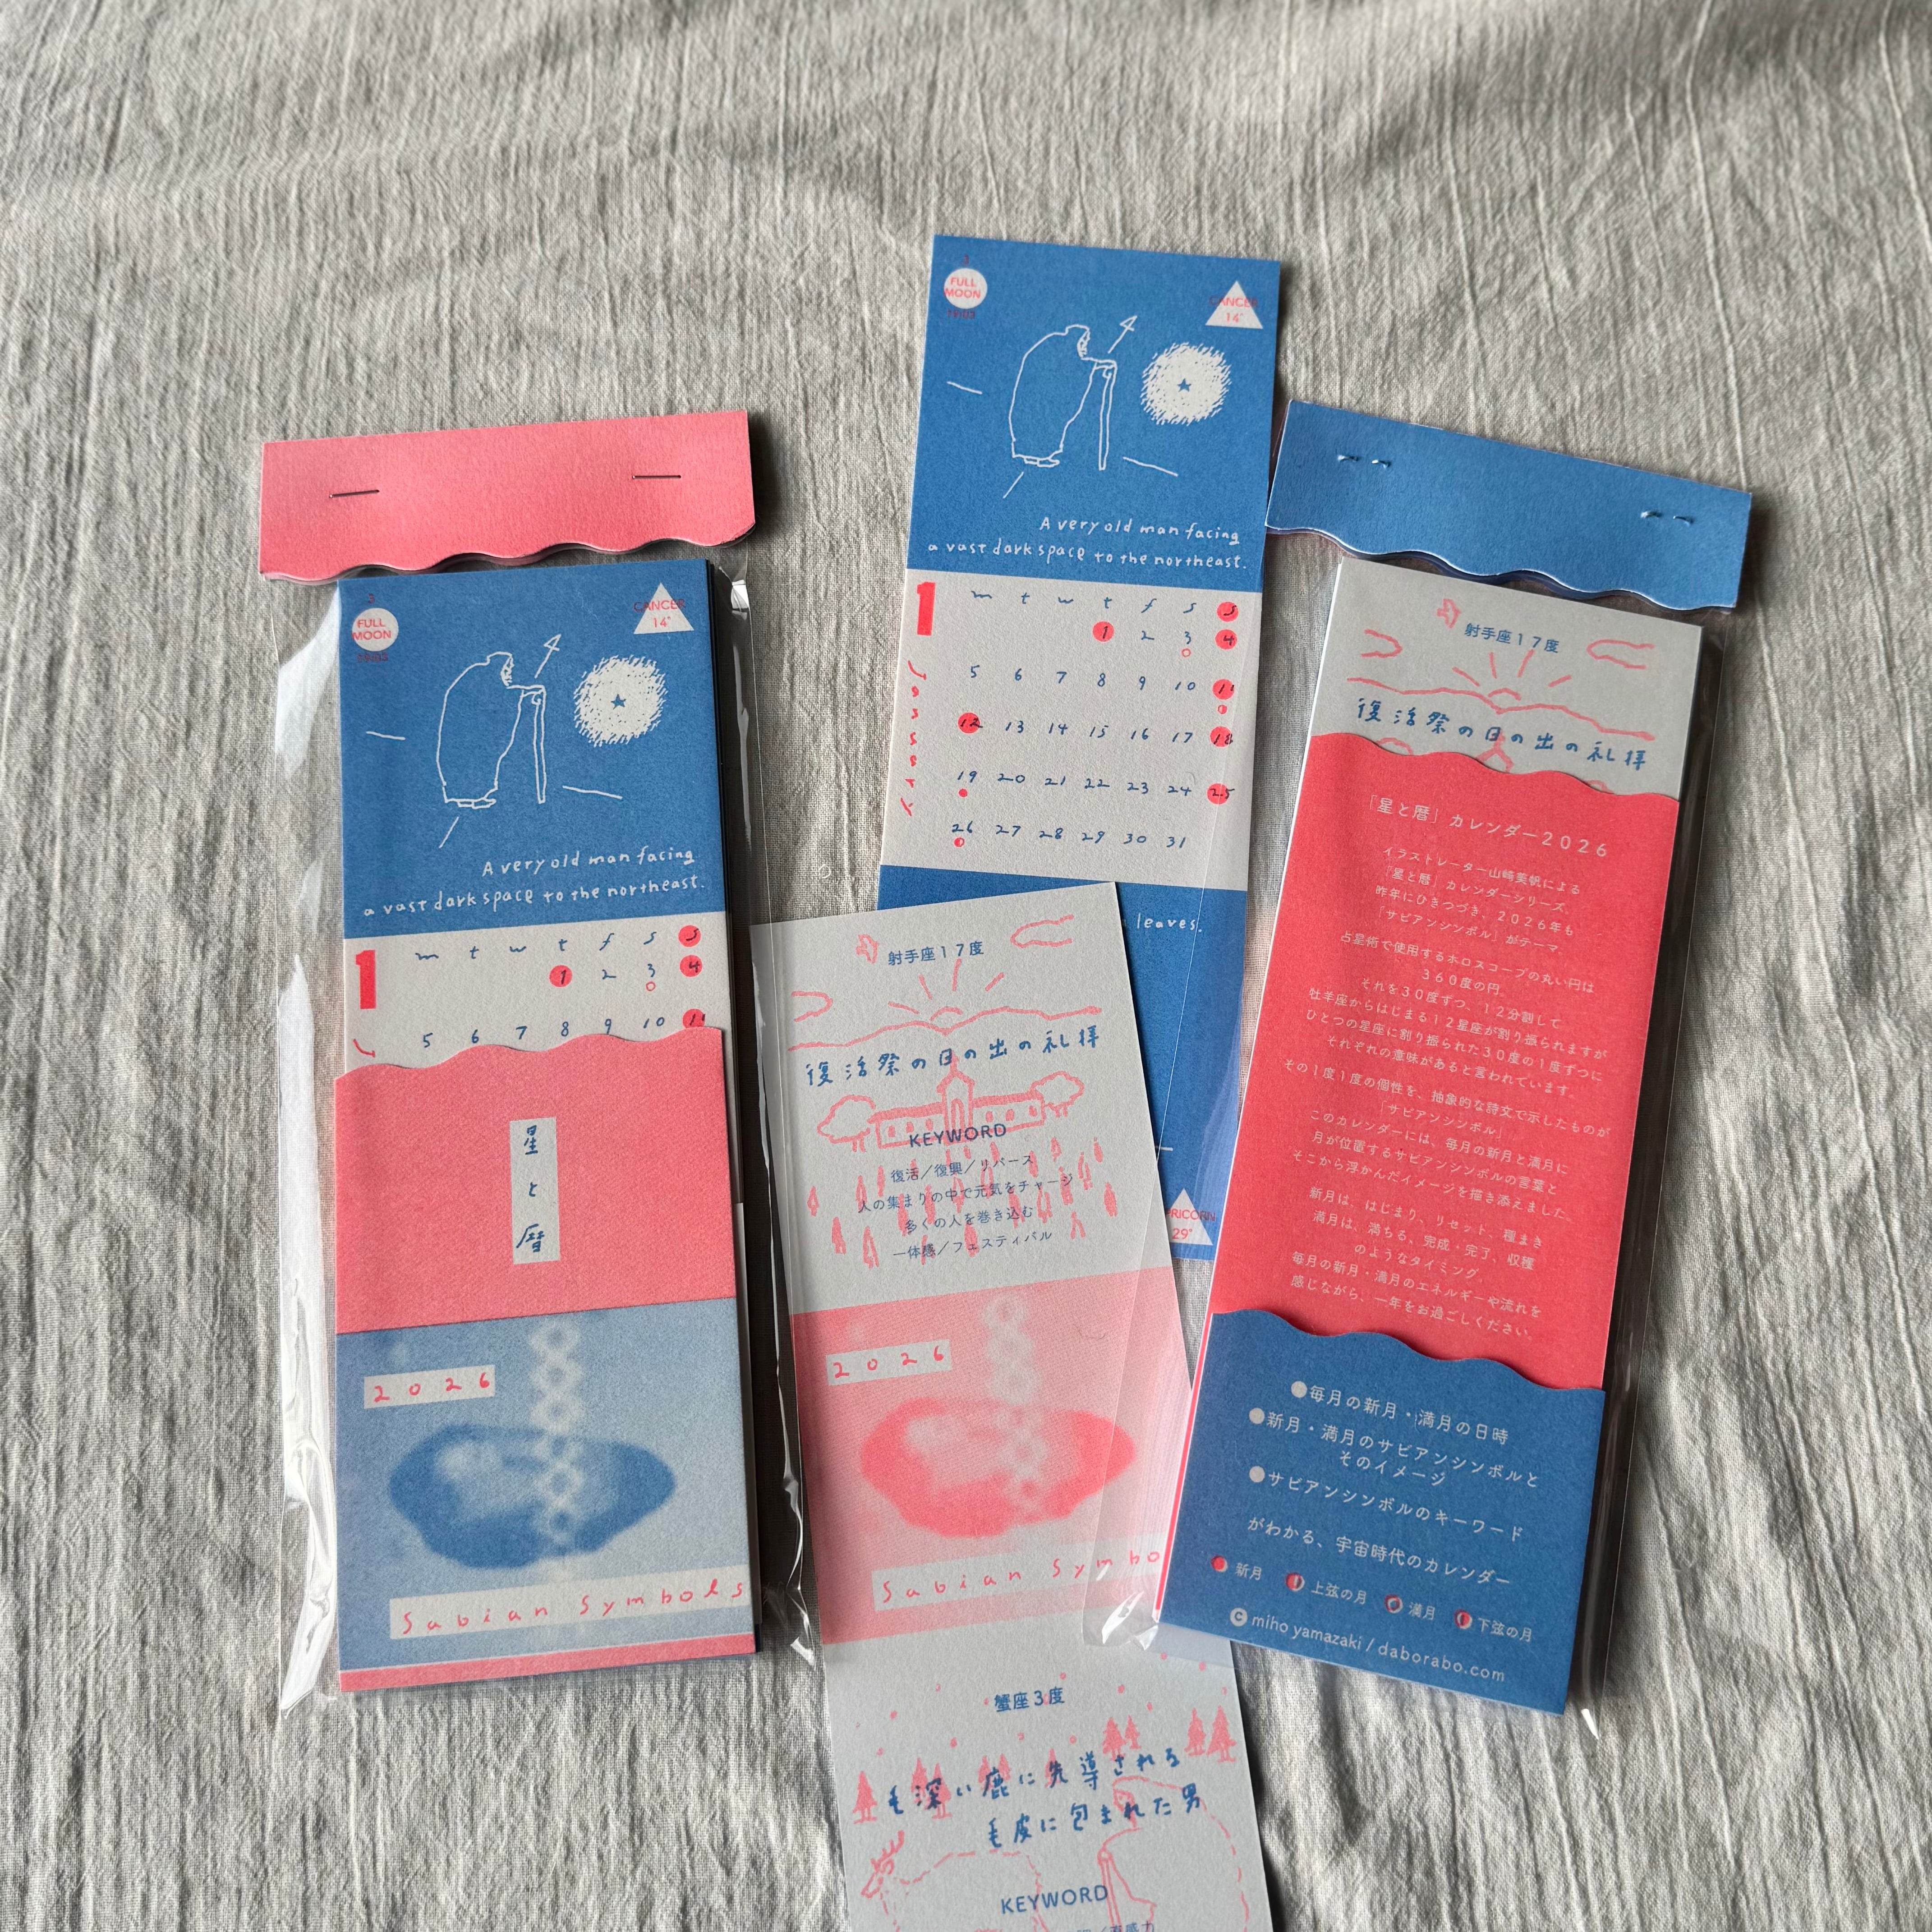 3
FULL
MOON
19:03
CANCER
14°
A very old man facing
a vast dark space to the northeast.
1
m t w t f s s
1 2 3 4
5 6 7 8 9 10 11
星と暦
2026
Sabian Symbols
FULL
MOON
19:03
CANCER
14°
A very old man facing
a vast dark space to the northeast.
1
January
m t w t f s s
1 2 3 4
5 6 7 8 9 10 11
12 13 14 15 16 17 18
19 20 21 22 23 24 25
26 27 28 29 30 31
leaves.
RICORN
29°
射手座17度
復活祭の日の出の礼拝
KEYWORD
復活／復興／リバース
人の集まりの中で元気をチャージ
多くの人を巻き込む
一体感／フェスティバル
2026
Sabian Symbo
蟹座3度
毛深い鹿に先導される
毛皮に包まれた男
KEYWORD
射手座17度
復活祭の日の出の礼拝
「星と暦」カレンダー2026
イラストレーター山崎美帆による
「星と暦」カレンダーシリーズ。
昨年にひきつづき、2026年も
「サビアンシンボル」がテーマ。
占星術で使用するホロスコープの丸い円は
360度の円。
それを30度ずつ、12分割して
牡羊座からはじまる12星座が割り振られますが
ひとつの星座に割り振られた30度の1度ずつに
それぞれの意味があると言われています。
その1度1度の個性を、抽象的な詩文で示したものが
「サビアンシンボル」
このカレンダーには、毎月の新月と満月に
月が位置するサビアンシンボルの言葉と
そこから浮かんだイメージを描き添えました。
新月は、はじまり、リセット、種まき
満月は、満ちる、完成・完了、収穫
のようなタイミング。
毎月の新月・満月のエネルギーや流れを
感じながら、一年をお過ごしください。
●毎月の新月・満月の日時
●新月・満月のサビアンシンボルと
そのイメージ
●サビアンシンボルのキーワード
がわかる、宇宙時代のカレンダー
新月 上弦の月 満月 下弦の月
© miho yamazaki / daborabo.com